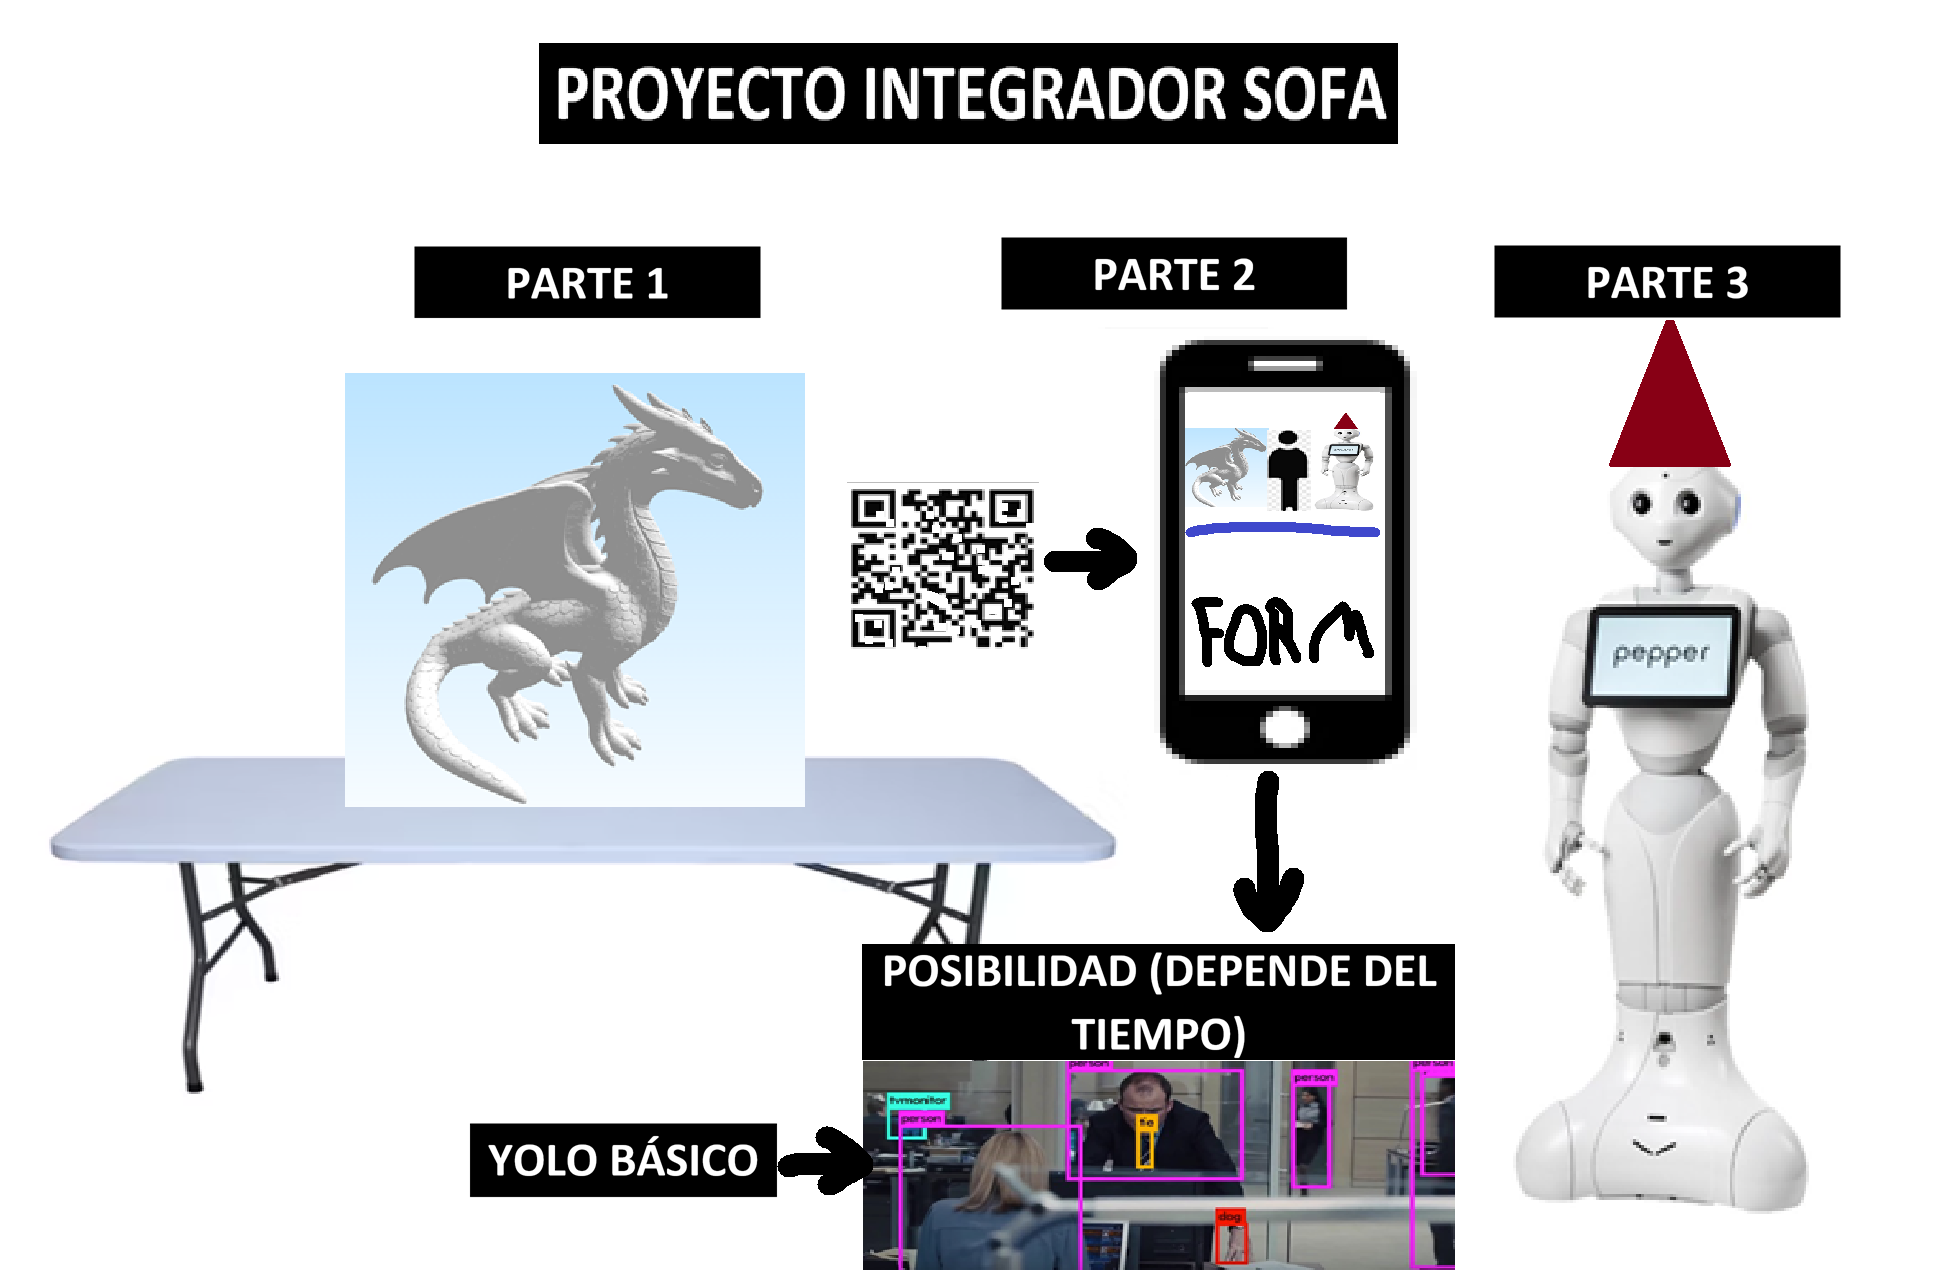 PROYECTO INTEGRADOR SOFA
PARTE 1
PARTE 2
PARTE 3
FORM
pepper
POSIBILIDAD (DEPENDE DEL
TIEMPO)
YOLO BÁSICO
person
person
person
tvmonitor
person
tie
dog